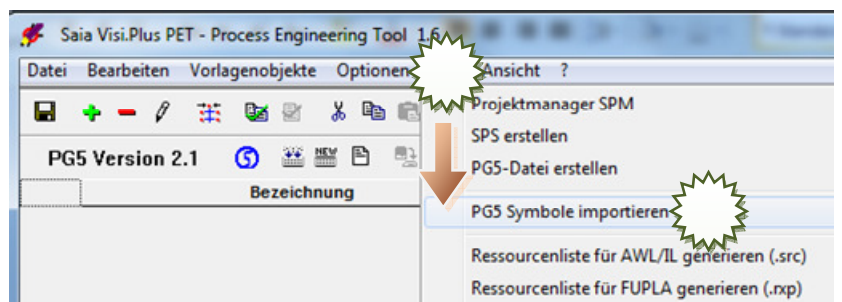 Saia Visi.Plus PET - Process Engineering Tool 1.6
Datei Bearbeiten Vorlagenobjekte Optionen Ansicht ?
Projektmanager SPM
SPS erstellen
PG5 Version 2.1
PG5-Datei erstellen
Bezeichnung
PG5 Symbole importieren
Ressourcenliste für AWL/IL generieren (.src)
Ressourcenliste für FUPLA generieren (.rxp)